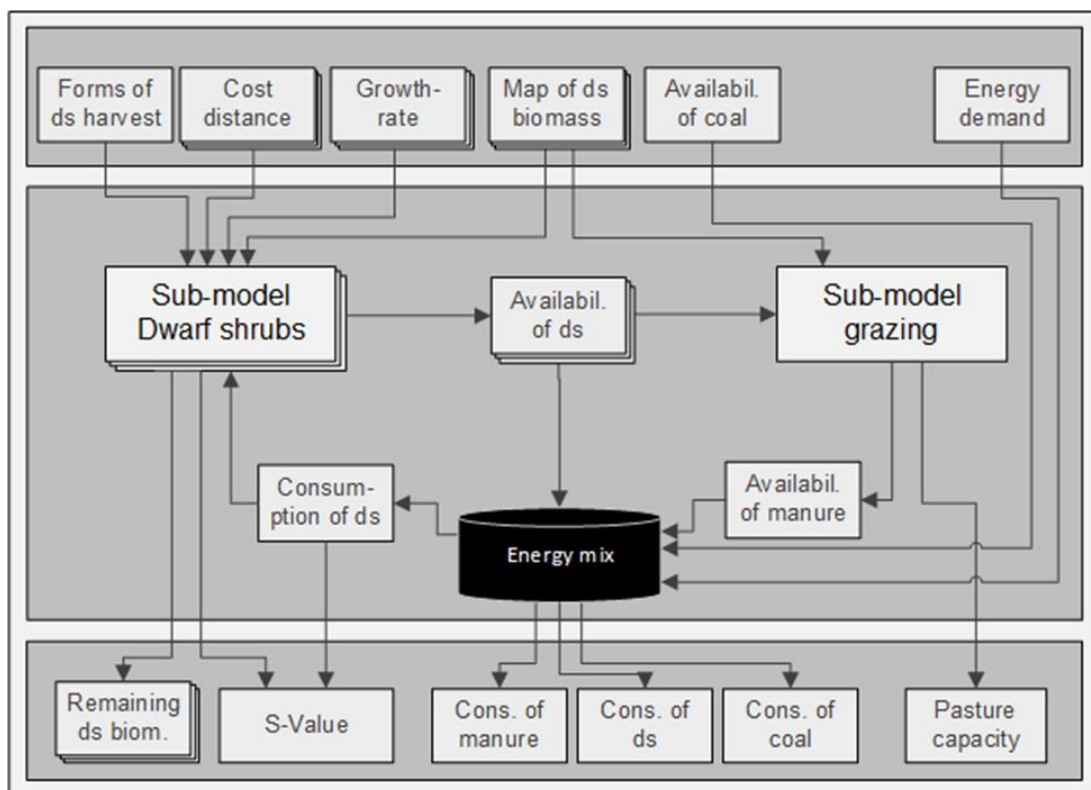 Forms of
ds harvest
Cost
distance
Growth-
rate
Map of ds
biomass
Availabil.
of coal
Energy
demand
Sub-model
Dwarf shrubs
Availabil.
of ds
Sub-model
grazing
Consum-
ption of ds
Availabil.
of manure
Energy mix
Remaining
ds biom.
S-Value
Cons. of
manure
Cons. of
ds
Cons. of
coal
Pasture
capacity